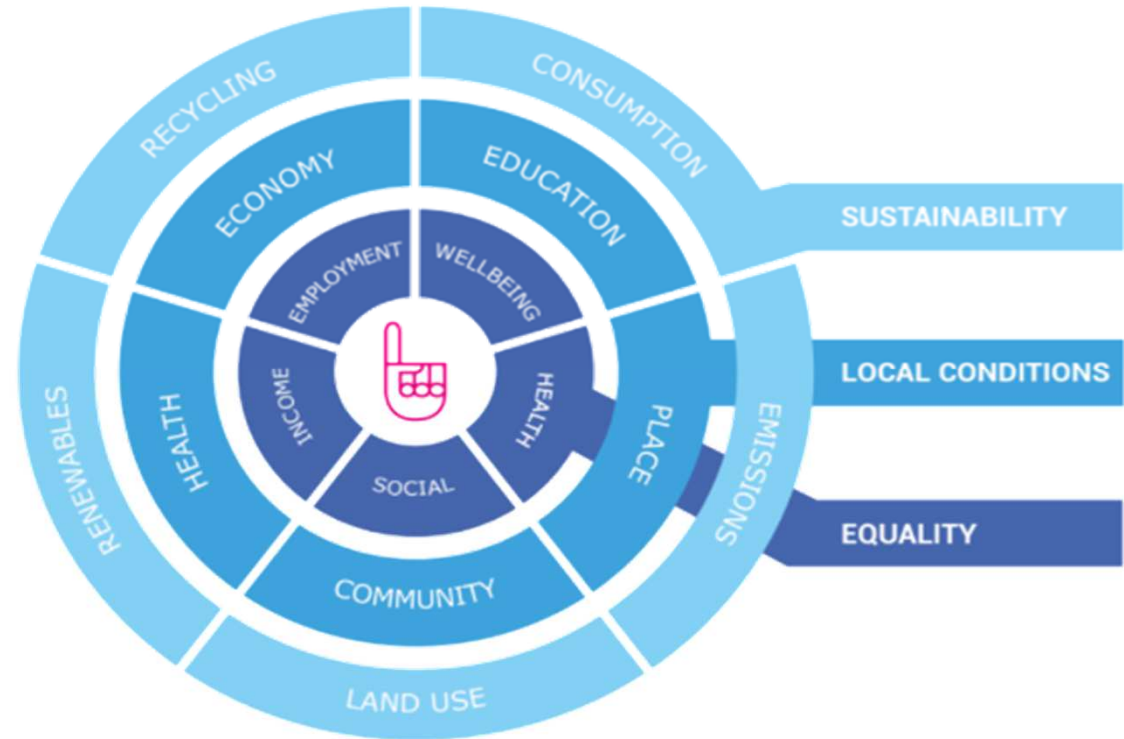 RECYCLING
CONSUMPTION
ECONOMY
EDUCATION
EMPLOYMENT
WELLBEING
SUSTAINABILITY
LOCAL CONDITIONS
INCOME
HEALTH
RENEWABLES
HEALTH
PLACE
EMISSIONS
SOCIAL
EQUALITY
COMMUNITY
LAND USE